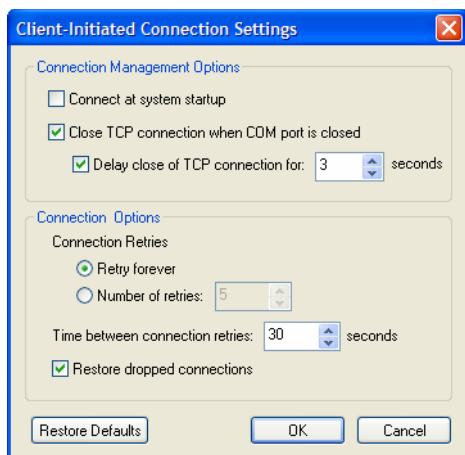 Client-Initiated Connection Settings
Connection Management Options
Connect at system startup
Close TCP connection when COM port is closed
Delay close of TCP connection for: 3 seconds
Connection Options
Connection Retries
Retry forever
Number of retries: 5
Time between connection retries: 30 seconds
Restore dropped connections
Restore Defaults OK Cancel